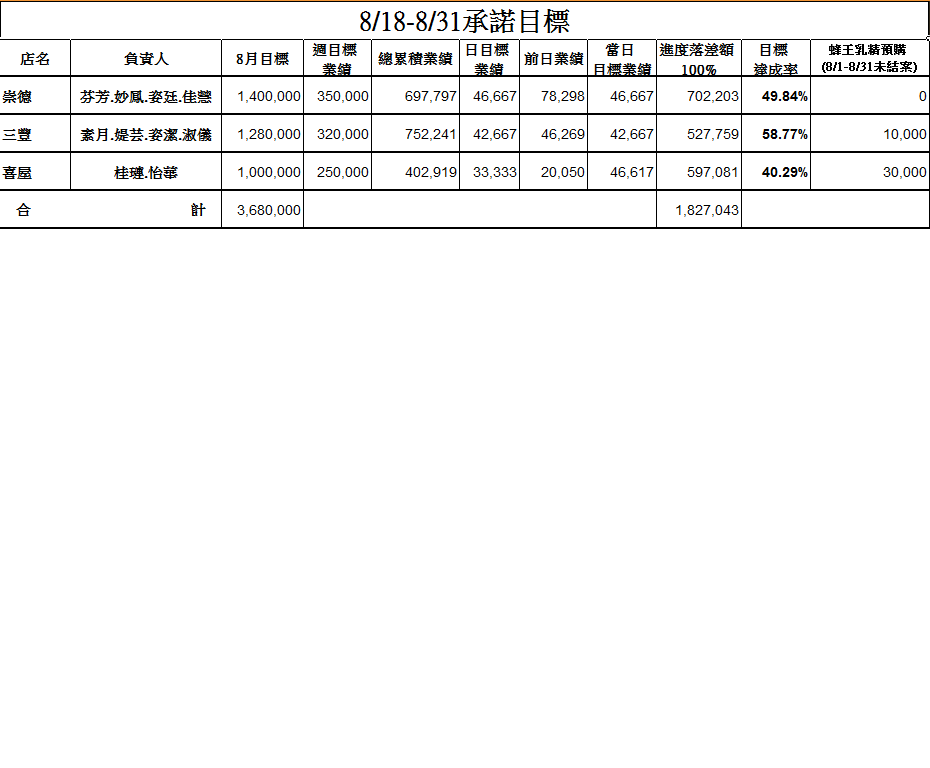 8/18-8/31承諾目標
店名 負責人 8月目標 週目標業績 總累積業績 日目標業績 前日業績 當日目標業績 進度落差額100% 目標達成率 蜂王乳精預購(8/1-8/31未結案)
崇德 芬芳.妙鳳.姿廷.佳慧 1,400,000 350,000 697,797 46,667 78,298 46,667 702,203 49.84% 0
三豐 素月.媞芸.姿潔.淑儀 1,280,000 320,000 752,241 42,667 46,269 42,667 527,759 58.77% 10,000
喜屋 桂璉.怡華 1,000,000 250,000 402,919 33,333 20,050 46,617 597,081 40.29% 30,000
合計 3,680,000 1,827,043